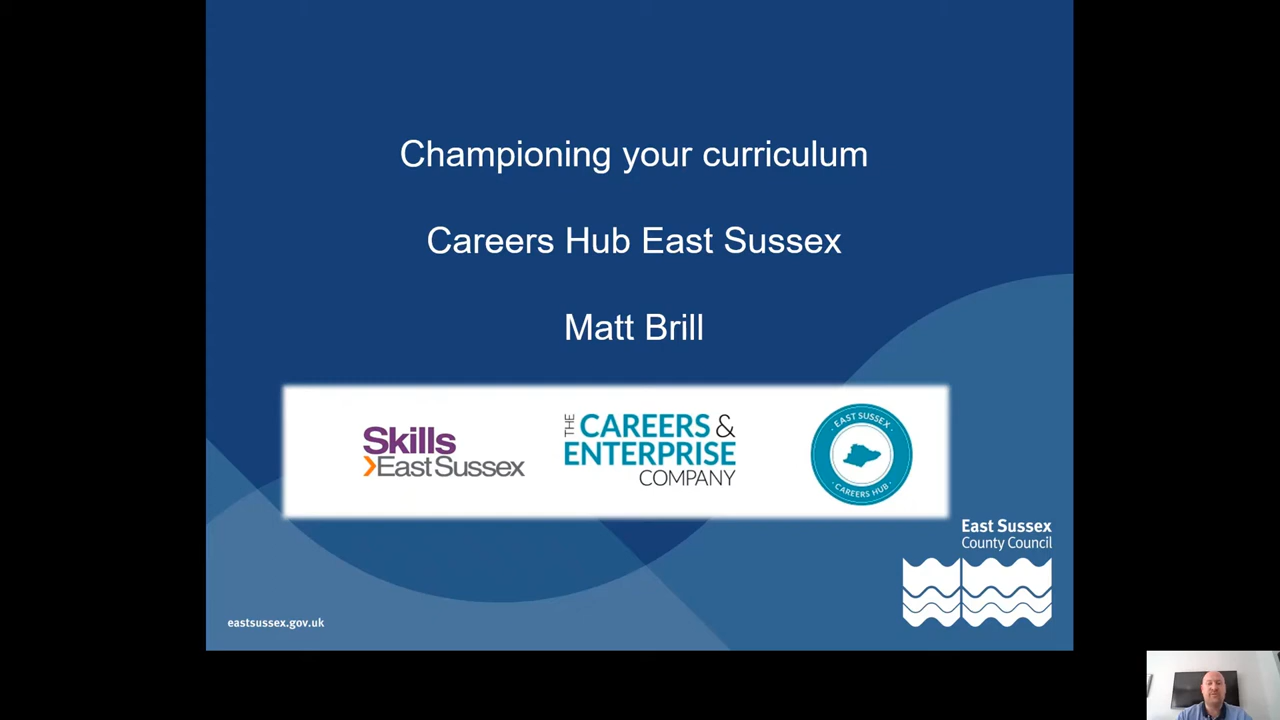 Championing your curriculum
Careers Hub East Sussex
Matt Brill
Skills
East Sussex
THE CAREERS &
ENTERPRISE
COMPANY
· EAST SUSSEX ·
· CAREERS HUB ·
East Sussex
County Council
eastsussex.gov.uk